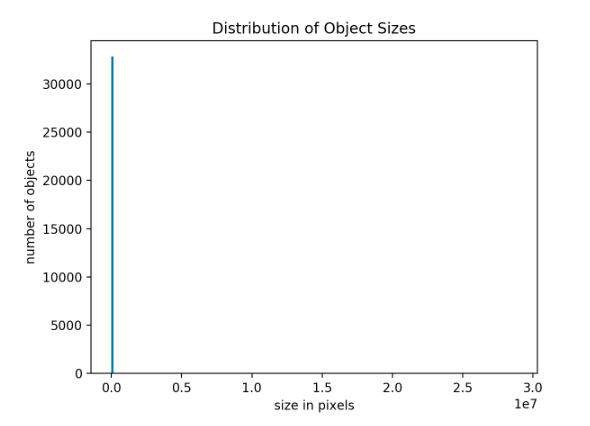 Distribution of Object Sizes
number of objects
30000
25000
20000
15000
10000
5000
0
0.0 0.5 1.0 1.5 2.0 2.5 3.0
1e7
size in pixels